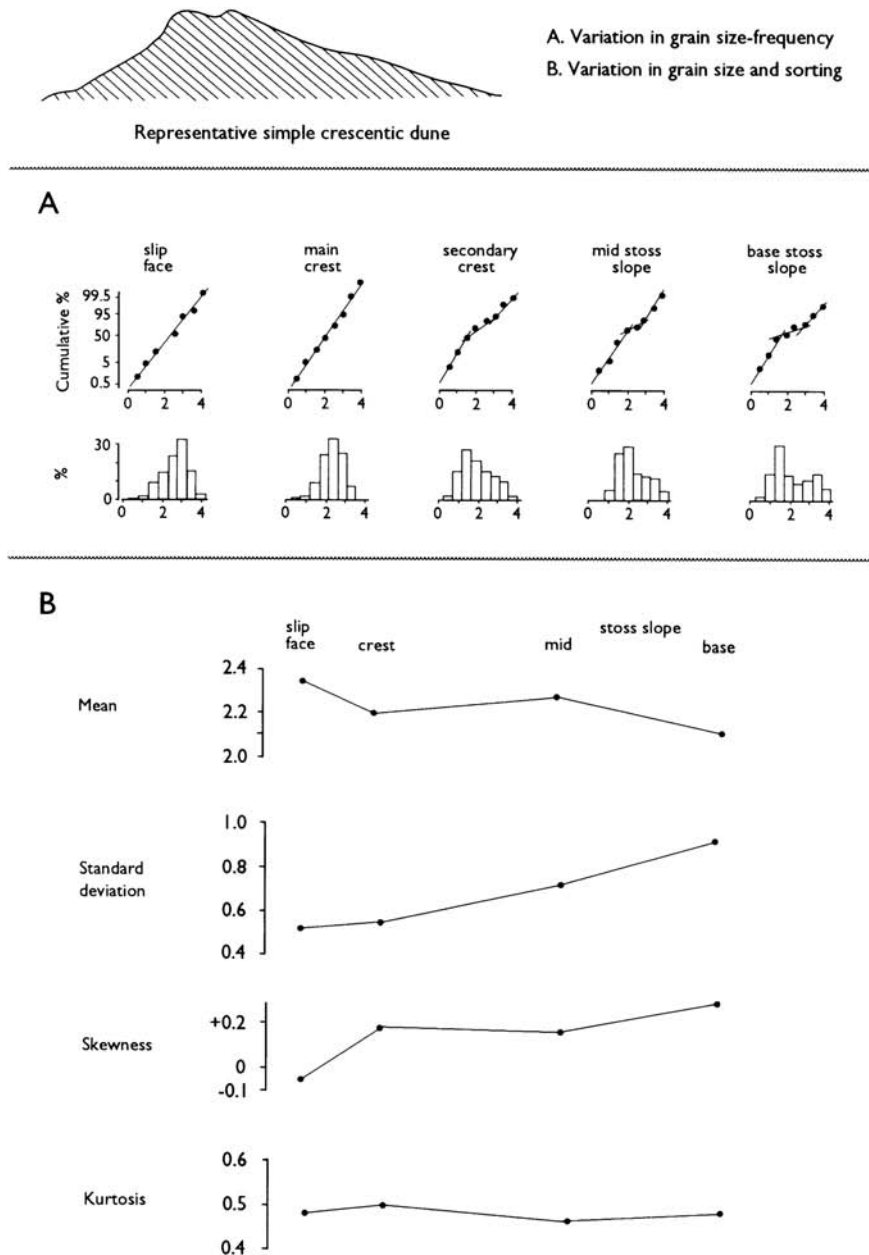 A. Variation in grain size-frequency
B. Variation in grain size and sorting
Representative simple crescentic dune
A
slip
face
main
crest
secondary
crest
mid stoss
slope
base stoss
slope
Cumulative %
99.5
95
50
5
0.5
0 2 4
0 2 4
0 2 4
0 2 4
0 2 4
%
30
0
0 2 4
0 2 4
0 2 4
0 2 4
0 2 4
B
slip
face
crest
stoss slope
mid
base
Mean
2.4
2.2
2.0
Standard
deviation
1.0
0.8
0.6
0.4
Skewness
+0.2
0
-0.1
Kurtosis
0.6
0.5
0.4